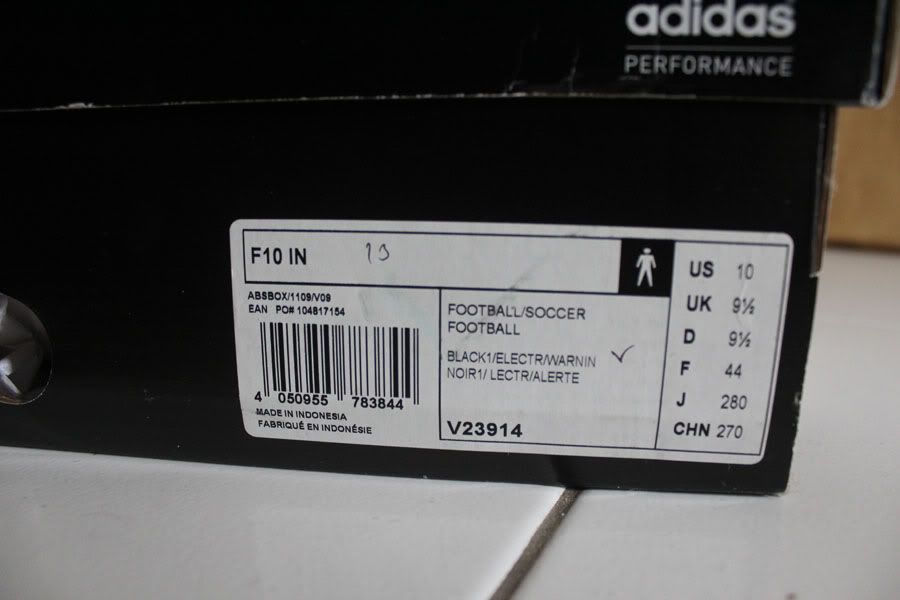 adidas
PERFORMANCE
F10 IN 13
ABSBOX/1109/V09
EAN PO# 104817154
4 050955 783844
MADE IN INDONESIA
FABRIQUÉ EN INDONÉSIE
FOOTBALL/SOCCER
FOOTBALL
BLACK1/ELECTR/WARNIN
NOIR1/ LECTR/ALERTE
V23914
US 10
UK 9½
D 9½
F 44
J 280
CHN 270